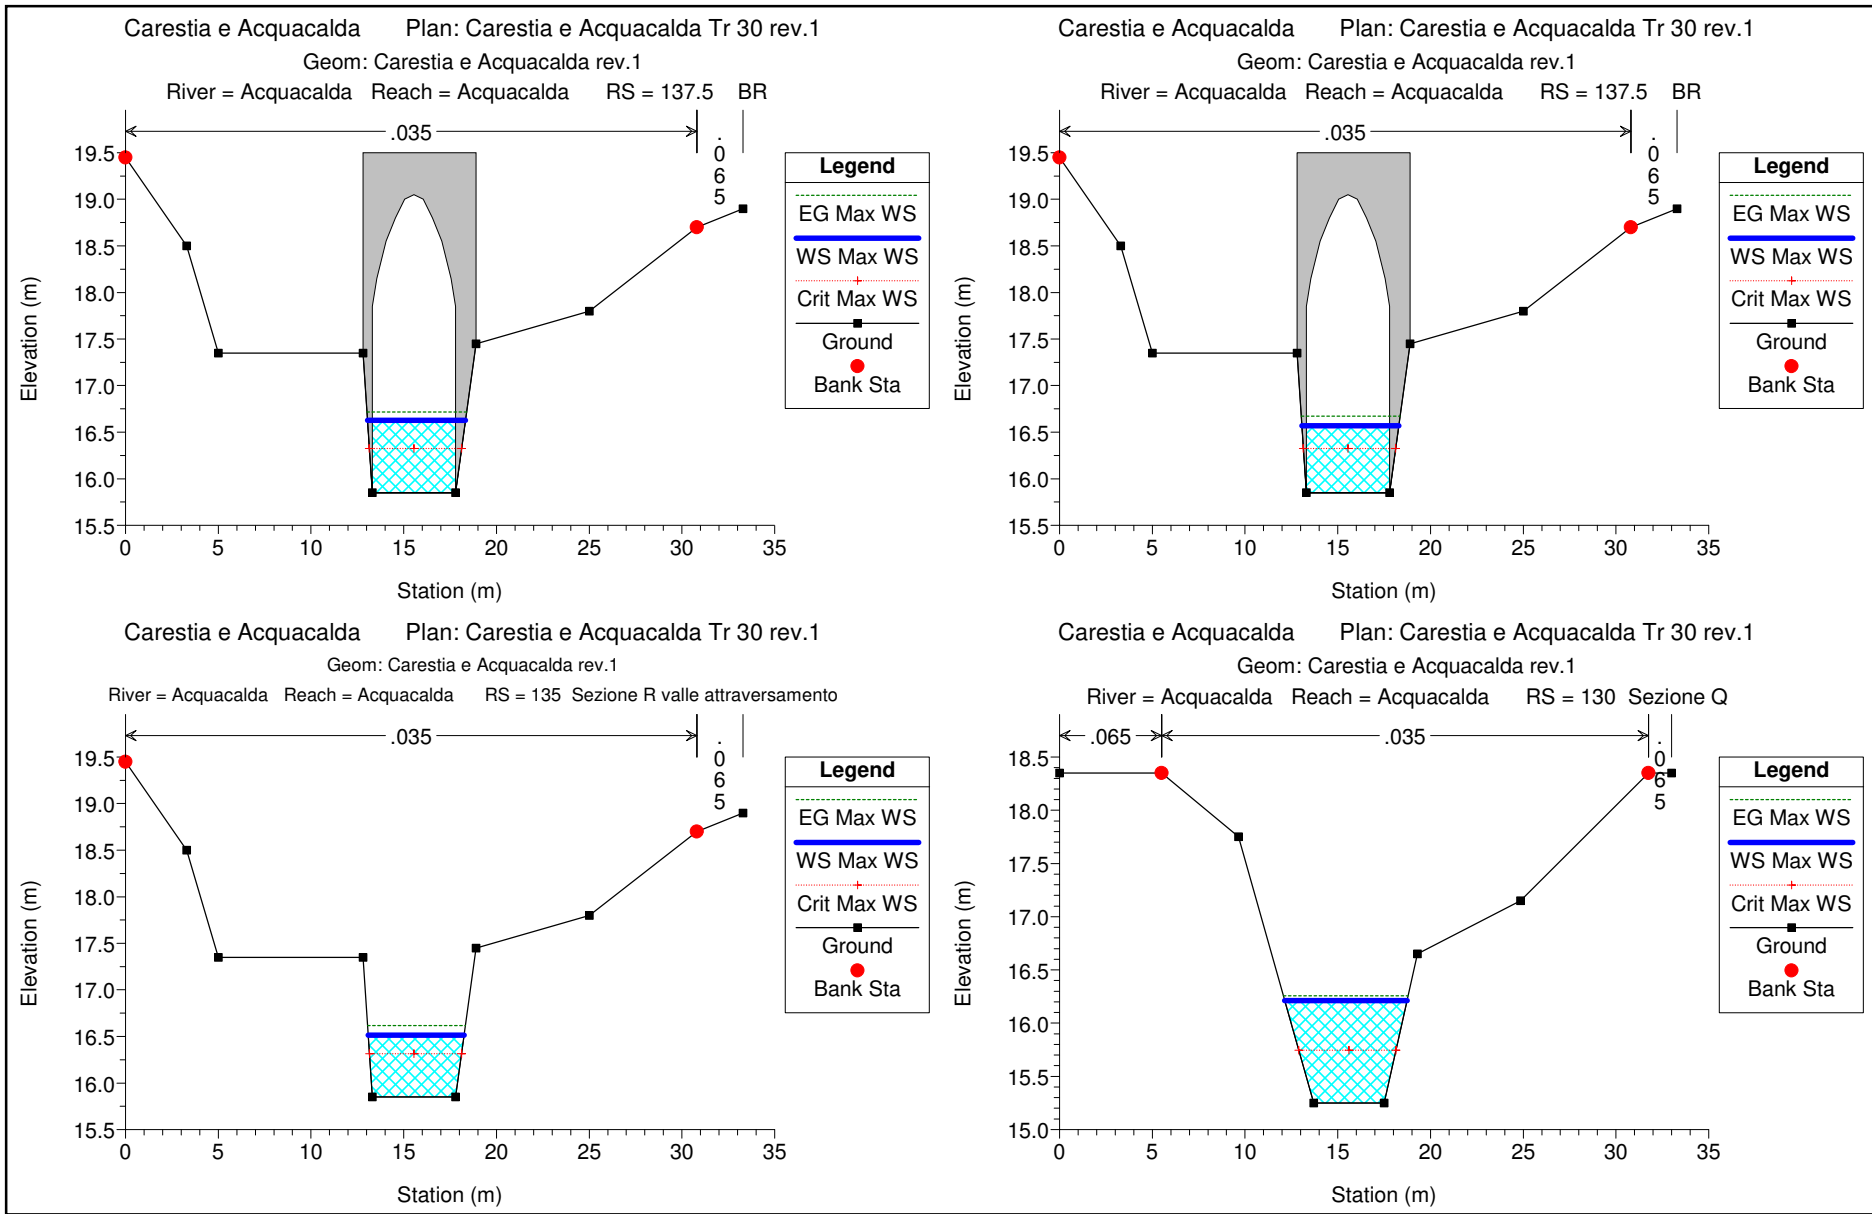 Carestia e Acquacalda Plan: Carestia e Acquacalda Tr 30 rev.1
Geom: Carestia e Acquacalda rev.1
River = Acquacalda Reach = Acquacalda RS = 137.5 BR
.035
.065
19.5
19.0
18.5
18.0
17.5
17.0
16.5
16.0
15.5
Elevation (m)
0 5 10 15 20 25 30 35
Station (m)
Legend
EG Max WS
WS Max WS
Crit Max WS
Ground
Bank Sta
Carestia e Acquacalda Plan: Carestia e Acquacalda Tr 30 rev.1
Geom: Carestia e Acquacalda rev.1
River = Acquacalda Reach = Acquacalda RS = 137.5 BR
.035
.065
19.5
19.0
18.5
18.0
17.5
17.0
16.5
16.0
15.5
Elevation (m)
0 5 10 15 20 25 30 35
Station (m)
Legend
EG Max WS
WS Max WS
Crit Max WS
Ground
Bank Sta
Carestia e Acquacalda Plan: Carestia e Acquacalda Tr 30 rev.1
Geom: Carestia e Acquacalda rev.1
River = Acquacalda Reach = Acquacalda RS = 135 Sezione R valle attraversamento
.035
.065
19.5
19.0
18.5
18.0
17.5
17.0
16.5
16.0
15.5
Elevation (m)
0 5 10 15 20 25 30 35
Station (m)
Legend
EG Max WS
WS Max WS
Crit Max WS
Ground
Bank Sta
Carestia e Acquacalda Plan: Carestia e Acquacalda Tr 30 rev.1
Geom: Carestia e Acquacalda rev.1
River = Acquacalda Reach = Acquacalda RS = 130 Sezione Q
.065 .035
.065
18.5
18.0
17.5
17.0
16.5
16.0
15.5
15.0
Elevation (m)
0 5 10 15 20 25 30 35
Station (m)
Legend
EG Max WS
WS Max WS
Crit Max WS
Ground
Bank Sta